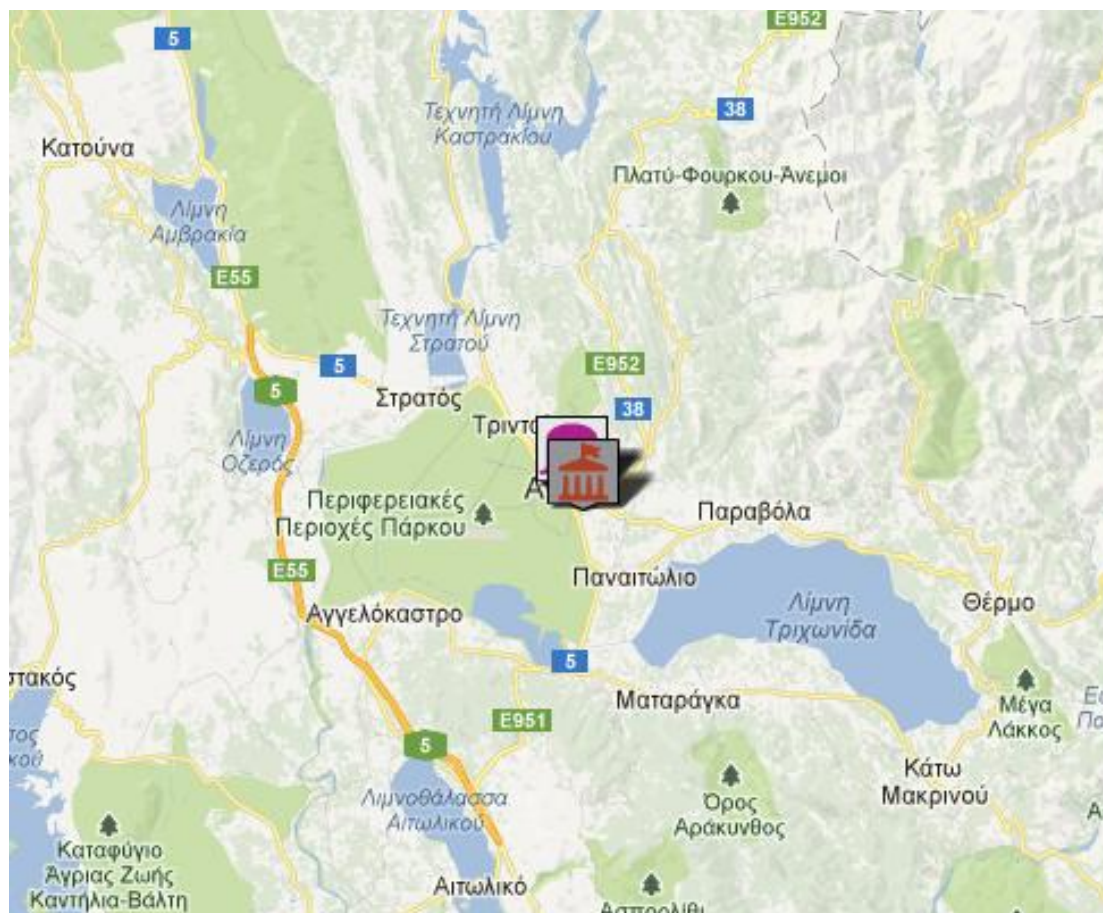 5
E952
Τεχνητή Λίμνη
Καστρακίου
38
Κατούνα
Πλατύ-Φουρκου-Άνεμοι
Λίμνη
Αμβρακία
E55
Τεχνητή Λίμνη
Στρατού
5
E952
5
Στρατός
38
Λίμνη
Οζερός
Περιφερειακές
Περιοχές Πάρκου
Παραβόλα
E55
Παναιτώλιο
Αγγελόκαστρο
Λίμνη
Τριχωνίδα
Θέρμο
5
Ματαράγκα
Μέγα
Λάκκος
E951
5
Κάτω
Μακρινού
Λιμνοθάλασσα
Αιτωλικού
Όρος
Αράκυνθος
Καταφύγιο
Άγριας Ζωής
Καντήλια-Βάλτη
Αιτωλικό